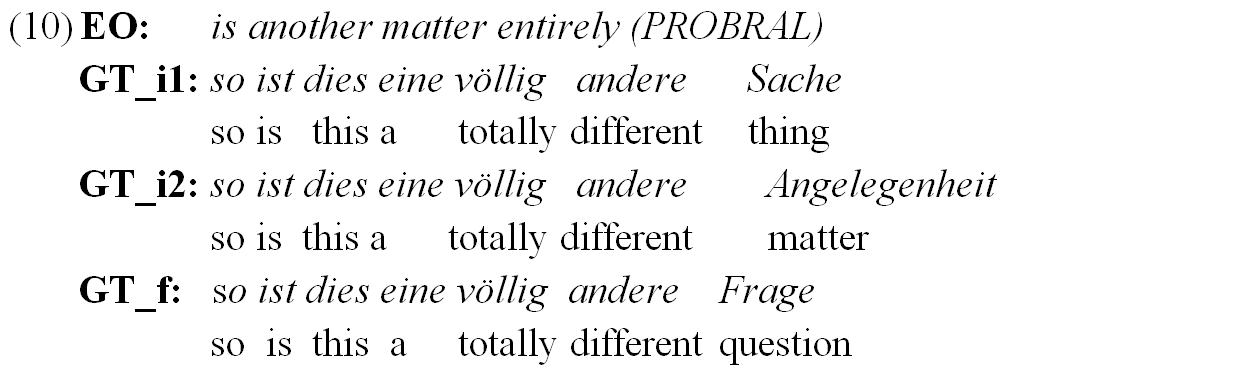 (10) EO: is another matter entirely (PROBRAL)
GT_i1: so ist dies eine völlig andere Sache
so is this a totally different thing
GT_i2: so ist dies eine völlig andere Angelegenheit
so is this a totally different matter
GT_f: so ist dies eine völlig andere Frage
so is this a totally different question